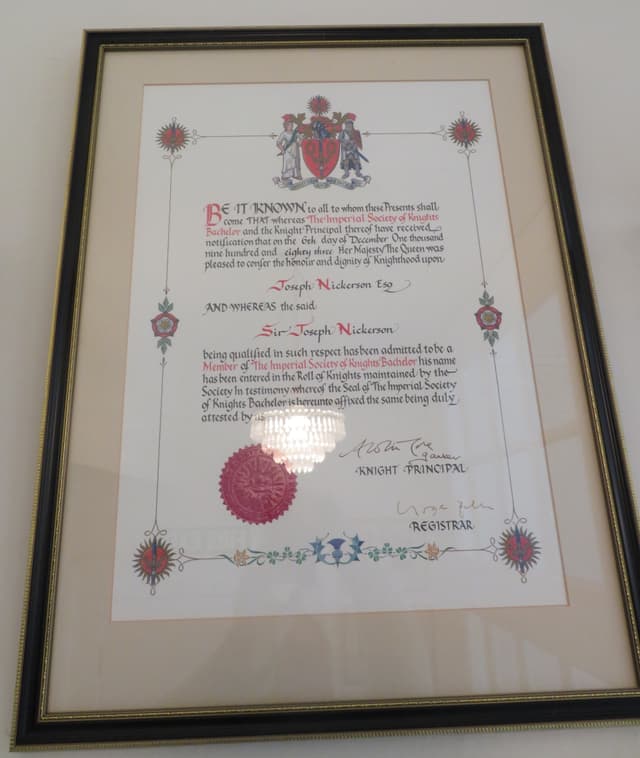 BE IT KNOWN to all to whom these Presents shall
come THAT whereas The Imperial Society of Knights
Bachelor and the Knight Principal thereof have received
notification that on the 6th day of December One thousand
nine hundred and eighty three Her Majesty The Queen was
pleased to confer the honour and dignity of Knighthood upon
Joseph Nickerson Esq
AND WHEREAS the said
Sir Joseph Nickerson
being qualified in such respect has been admitted to be a
Member of The Imperial Society of Knights Bachelor his name
has been entered in the Roll of Knights maintained by the
Society In testimony whereof the Seal of The Imperial Society
of Knights Bachelor is hereunto affixed the same being duly
attested by us
KNIGHT PRINCIPAL
REGISTRAR